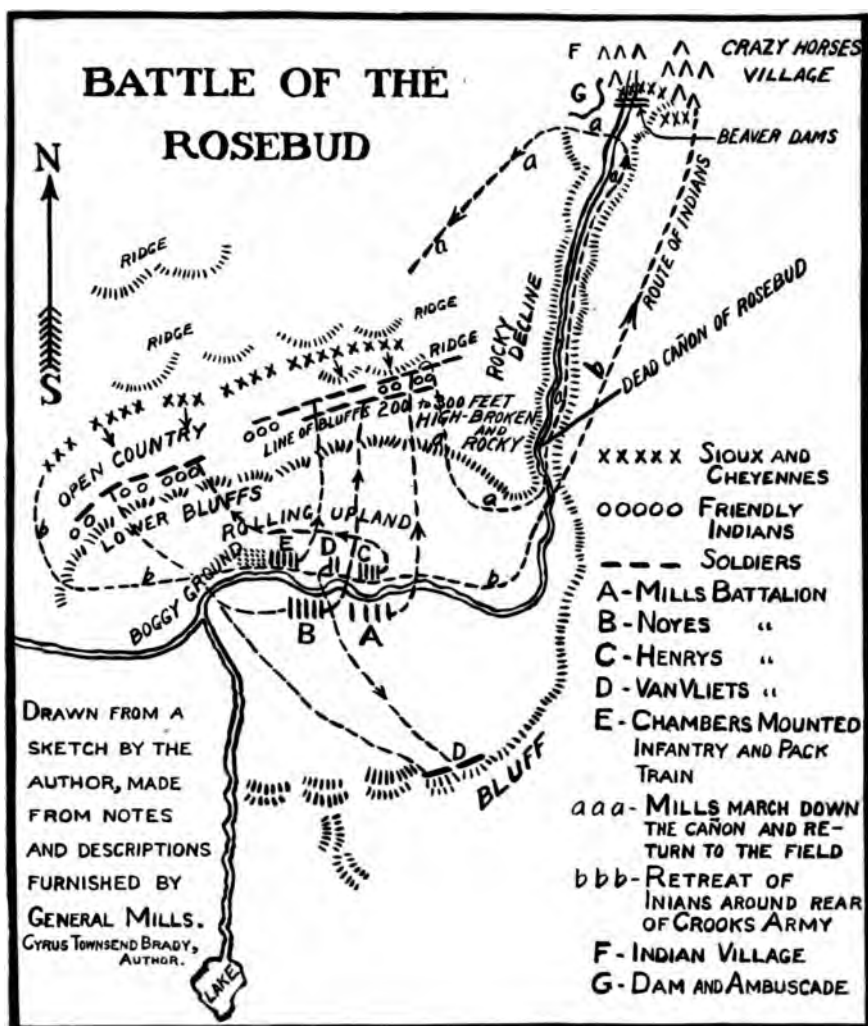 BATTLE OF THE
ROSEBUD
N
S
F
CRAZY HORSES
VILLAGE
G
BEAVER DAMS
a
a
a
a
a
ROUTE OF INDIANS
RIDGE
RIDGE
RIDGE
RIDGE
ROCKY
DECLINE
DEAD CAÑON OF ROSEBUD
b
OPEN COUNTRY
LINE OF BLUFFS 200 TO 300 FEET
HIGH-BROKEN
AND
ROCKY
a
a
LOWER BLUFFS
ROLLING UPLAND
b
b
b
BOGGY GROUND
E
D
C
B
A
D
BLUFF
LAKE
xxxxx SIOUX AND
CHEYENNES
OOOOO FRIENDLY
INDIANS
--- SOLDIERS
A-MILLS BATTALION
B-NOYES "
C-HENRYS "
D-VANVLIETS "
E-CHAMBERS MOUNTED
INFANTRY AND PACK
TRAIN
aaa-MILLS MARCH DOWN
THE CAÑON AND RE-
TURN TO THE FIELD
bbb-RETREAT OF
INIANS AROUND REAR
OF CROOKS ARMY
F-INDIAN VILLAGE
G-DAM AND AMBUSCADE
DRAWN FROM A
SKETCH BY THE
AUTHOR, MADE
FROM NOTES
AND DESCRIPTIONS
FURNISHED BY
GENERAL MILLS.
CYRUS TOWNSEND BRADY,
AUTHOR.